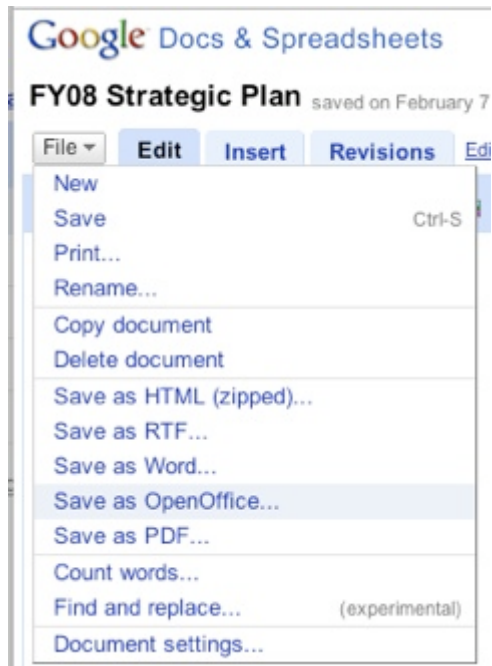 Google Docs & Spreadsheets
FY08 Strategic Plan saved on February 7
File Edit Insert Revisions Edi
New
Save Ctrl-S
Print...
Rename...
Copy document
Delete document
Save as HTML (zipped)...
Save as RTF...
Save as Word...
Save as OpenOffice...
Save as PDF...
Count words...
Find and replace... (experimental)
Document settings...